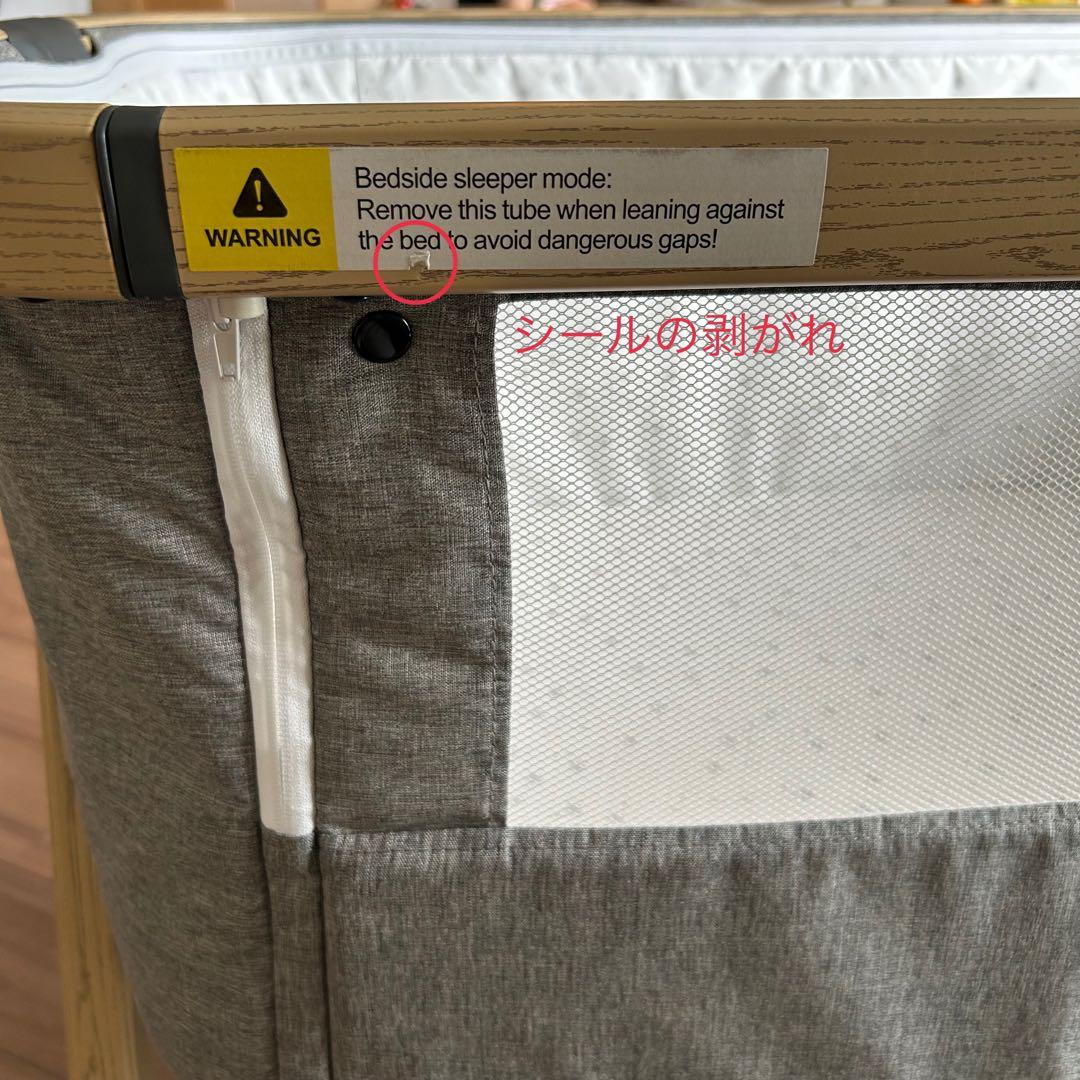 WARNING
Bedside sleeper mode:
Remove this tube when leaning against
the bed to avoid dangerous gaps!
シールの剥がれ